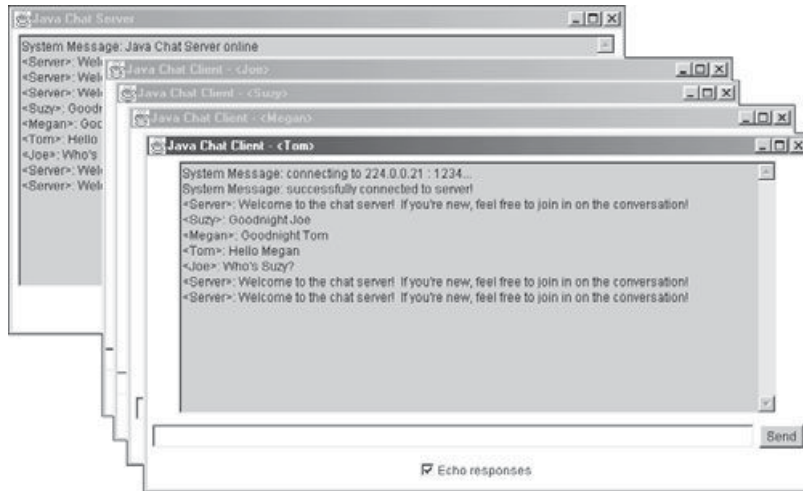 Java Chat Server
System Message: Java Chat Server online
<Server>: Wel
<Server>: Wel
<Server>: Wel
<Suzy>: Goodn
<Megan>: Goo
<Tom>: Hello
<Joe>: Who's
<Server>: Wel
<Server>: Wel
Java Chat Client - <Joe>
Java Chat Client - <Suzy>
Java Chat Client - <Megan>
Java Chat Client - <Tom>
System Message: connecting to 224.0.0.21 : 1234...
System Message: successfully connected to server!
<Server>: Welcome to the chat server! If you're new, feel free to join in on the conversation!
<Suzy>: Goodnight Joe
<Megan>: Goodnight Tom
<Tom>: Hello Megan
<Joe>: Who's Suzy?
<Server>: Welcome to the chat server! If you're new, feel free to join in on the conversation!
<Server>: Welcome to the chat server! If you're new, feel free to join in on the conversation!
Send
Echo responses